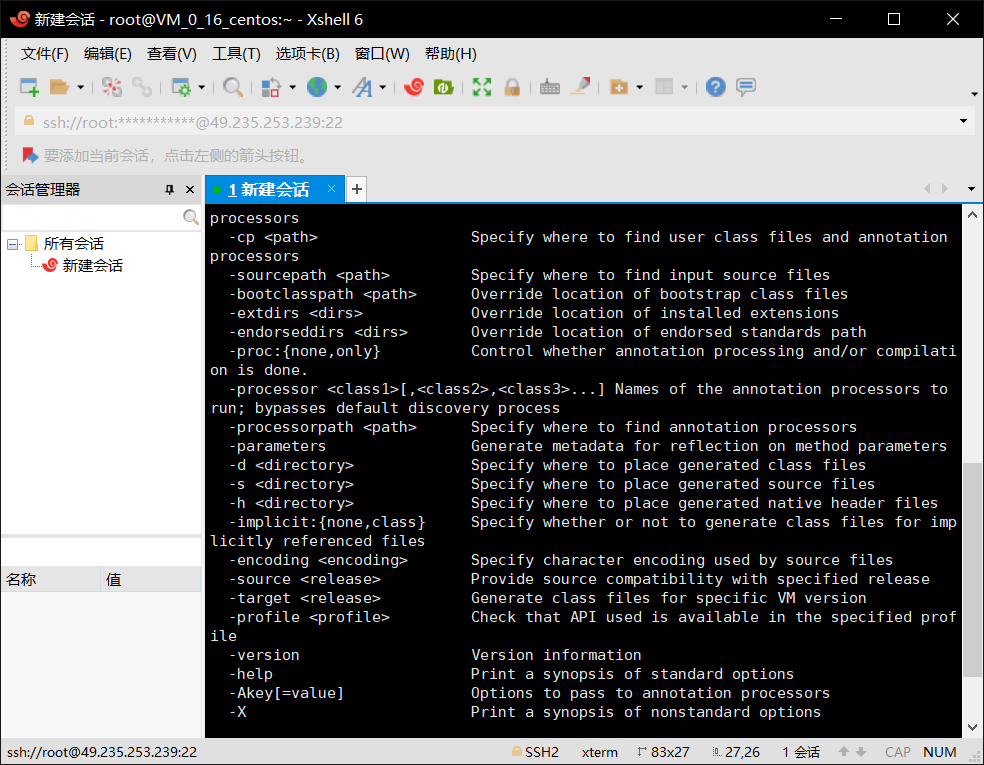 新建会话 - root@VM_0_16_centos:~ - Xshell 6
文件(F) 编辑(E) 查看(V) 工具(T) 选项卡(B) 窗口(W) 帮助(H)
ssh://root:***********@49.235.253.239:22
要添加当前会话，点击左侧的箭头按钮。
会话管理器
所有会话
新建会话
名称 值
1 新建会话
processors
  -cp <path>                 Specify where to find user class files and annotation
processors
  -sourcepath <path>         Specify where to find input source files
  -bootclasspath <path>      Override location of bootstrap class files
  -extdirs <dirs>            Override location of installed extensions
  -endorseddirs <dirs>       Override location of endorsed standards path
  -proc:{none,only}          Control whether annotation processing and/or compilati
on is done.
  -processor <class1>[,<class2>,<class3>...] Names of the annotation processors to
run; bypasses default discovery process
  -processorpath <path>      Specify where to find annotation processors
  -parameters                Generate metadata for reflection on method parameters
  -d <directory>             Specify where to place generated class files
  -s <directory>             Specify where to place generated source files
  -h <directory>             Specify where to place generated native header files
  -implicit:{none,class}     Specify whether or not to generate class files for imp
licitly referenced files
  -encoding <encoding>       Specify character encoding used by source files
  -source <release>          Provide source compatibility with specified release
  -target <release>          Generate class files for specific VM version
  -profile <profile>         Check that API used is available in the specified prof
ile
  -version                   Version information
  -help                      Print a synopsis of standard options
  -Akey[=value]              Options to pass to annotation processors
  -X                         Print a synopsis of nonstandard options
ssh://root@49.235.253.239:22 SSH2 xterm 83x27 27,26 1 会话 CAP NUM